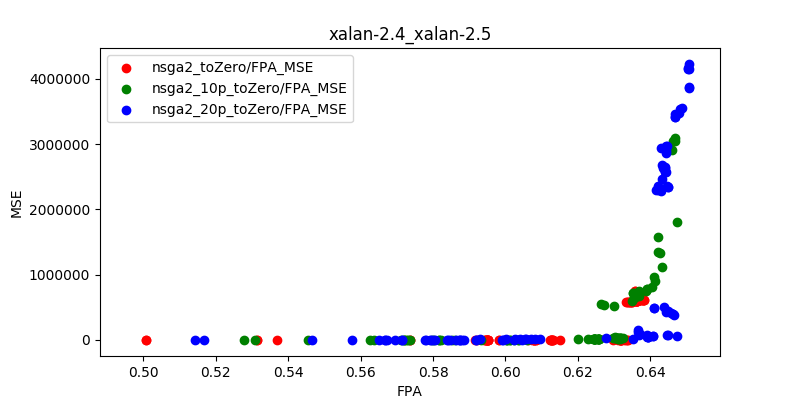 xalan-2.4_xalan-2.5
nsga2_toZero/FPA_MSE
nsga2_10p_toZero/FPA_MSE
nsga2_20p_toZero/FPA_MSE
MSE
4000000
3000000
2000000
1000000
0
0.50 0.52 0.54 0.56 0.58 0.60 0.62 0.64
FPA